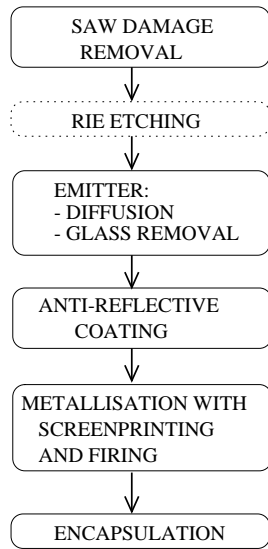 SAW DAMAGE
REMOVAL
RIE ETCHING
EMITTER:
- DIFFUSION
- GLASS REMOVAL
ANTI-REFLECTIVE
COATING
METALLISATION WITH
SCREENPRINTING
AND FIRING
ENCAPSULATION